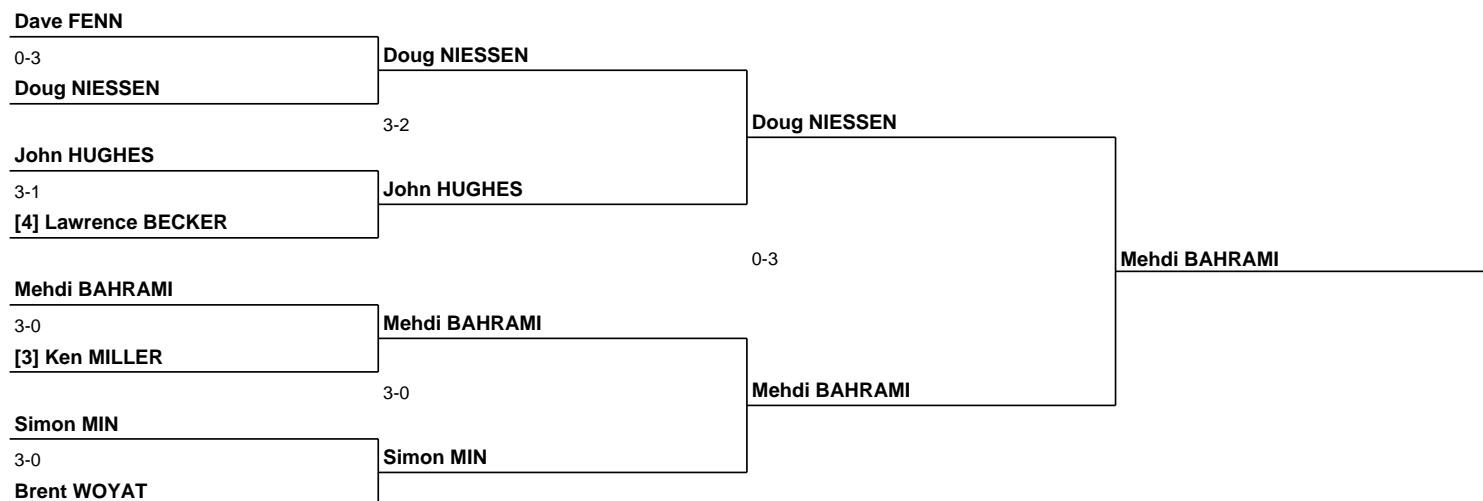 Dave FENN
0-3
Doug NIESSEN
Doug NIESSEN
3-2
Doug NIESSEN
John HUGHES
3-1
John HUGHES
[4] Lawrence BECKER
0-3
Mehdi BAHRAMI
Mehdi BAHRAMI
3-0
Mehdi BAHRAMI
[3] Ken MILLER
3-0
Mehdi BAHRAMI
Simon MIN
3-0
Simon MIN
Brent WOYAT